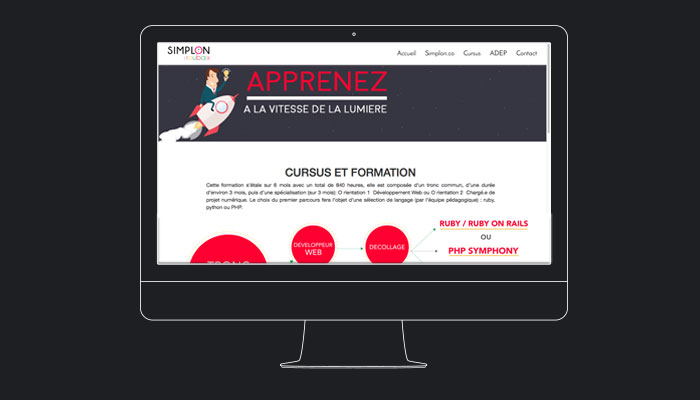 SIMPLON
roubaix
Accueil Simplon.co Cursus ADEP Contact
APPRENEZ
A LA VITESSE DE LA LUMIERE
CURSUS ET FORMATION
Cette formation s'étale sur 6 mois avec un total de 840 heures, elle est composée d'un tronc commun, d'une durée
d'environ 3 mois, puis d'une spécialisation (sur 3 mois): O rientation 1 Développement Web ou O rientation 2 Chargé.e de
projet numérique. Le choix du premier parcours fera l'objet d'une sélection de langage (par l'équipe pédagogique) : ruby,
python ou PHP.
RUBY / RUBY ON RAILS
OU
PHP SYMPHONY
DEVELOPPEUR
WEB
DECOLLAGE
TRONC